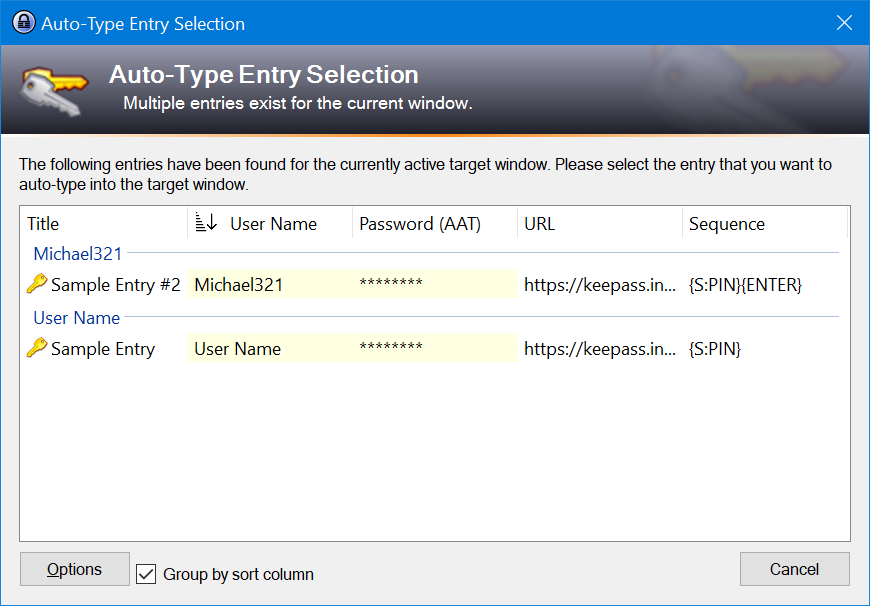 Auto-Type Entry Selection
Auto-Type Entry Selection
Multiple entries exist for the current window.
The following entries have been found for the currently active target window. Please select the entry that you want to
auto-type into the target window.
Title User Name Password (AAT) URL Sequence
Michael321
Sample Entry #2 Michael321 ******** https://keepass.in... {S:PIN}{ENTER}
User Name
Sample Entry User Name ******** https://keepass.in... {S:PIN}
Options Group by sort column Cancel